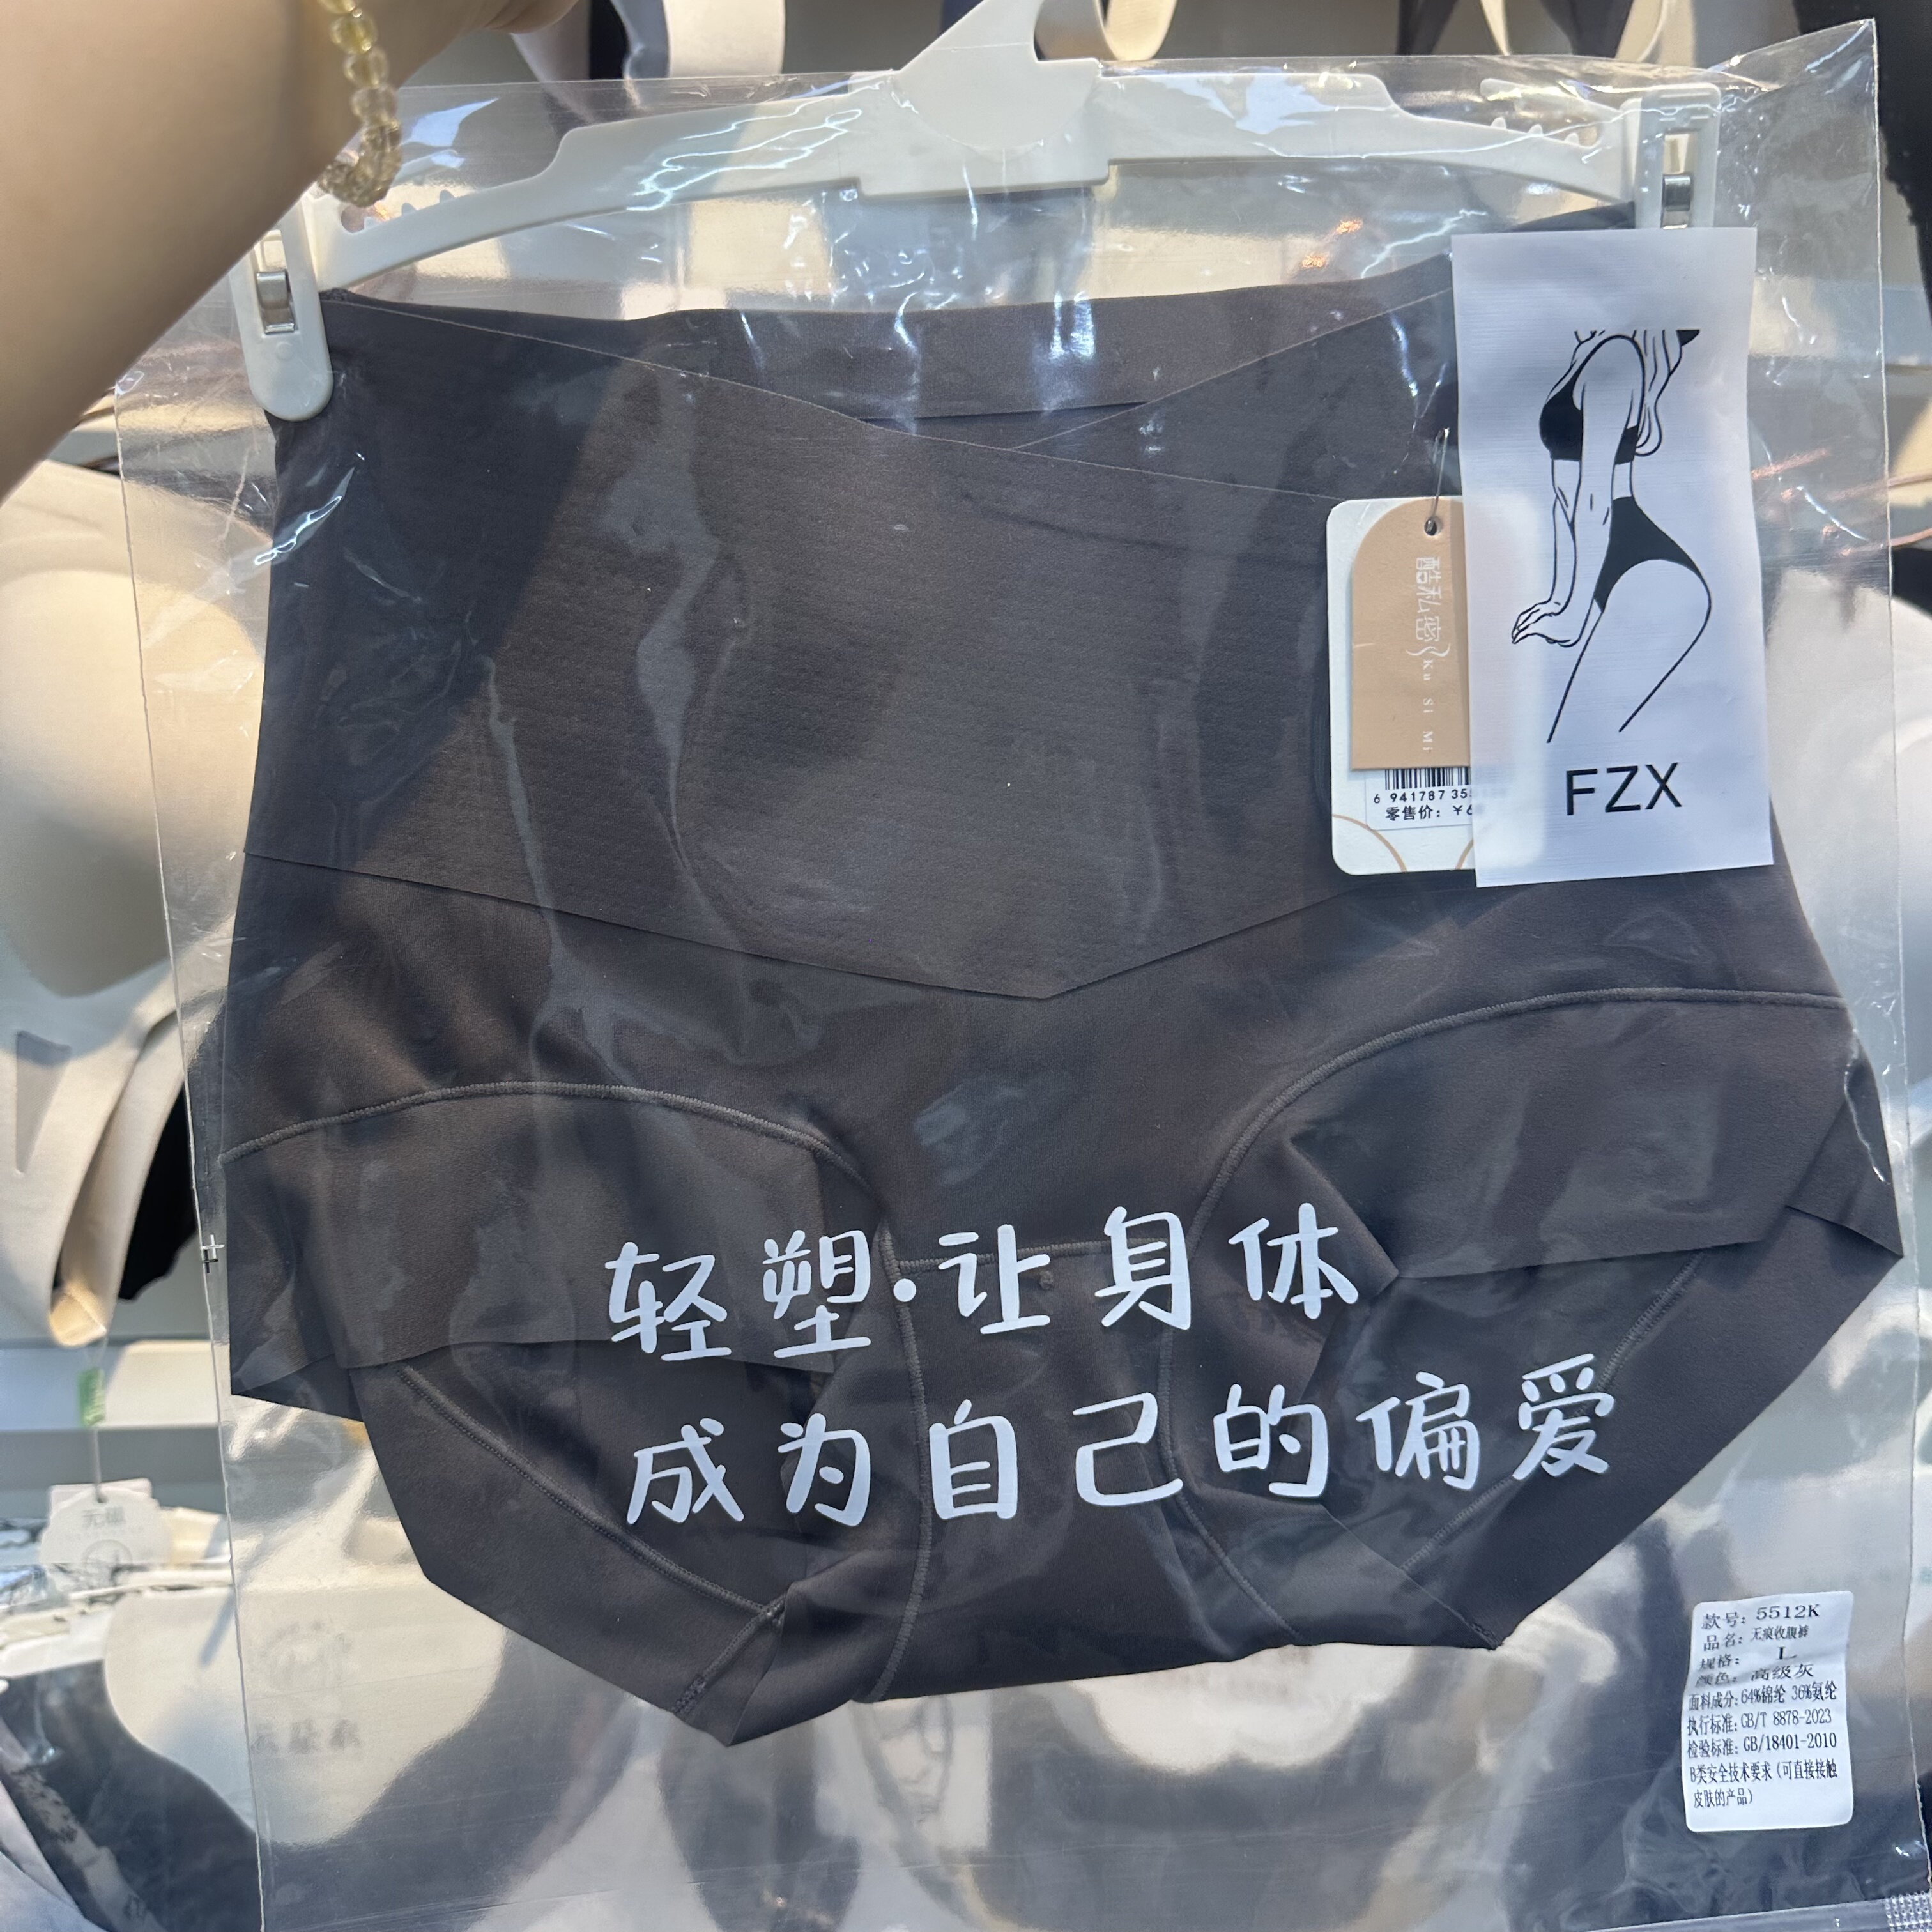 酷私密
Ku Si Mi
6 941787 35
零售价：￥6
FZX
轻塑·让身体
成为自己的偏爱
款号：5512K
品名：无痕收腹裤
规格： L
颜色：高级灰
面料成分：64%锦纶 36%氨纶
执行标准：GB/T 8878-2023
检验标准：GB/18401-2010
B类安全技术要求（可直接接触
皮肤的产品）